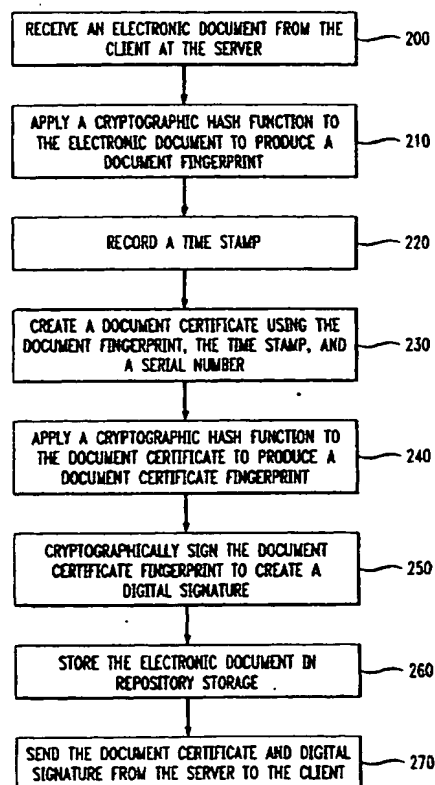 RECEIVE AN ELECTRONIC DOCUMENT FROM THE
CLIENT AT THE SERVER
200
APPLY A CRYPTOGRAPHIC HASH FUNCTION TO
THE ELECTRONIC DOCUMENT TO PRODUCE A
DOCUMENT FINGERPRINT
210
RECORD A TIME STAMP
220
CREATE A DOCUMENT CERTIFICATE USING THE
DOCUMENT FINGERPRINT, THE TIME STAMP, AND
A SERIAL NUMBER
230
APPLY A CRYPTOGRAPHIC HASH FUNCTION TO
THE DOCUMENT CERTIFICATE TO PRODUCE A
DOCUMENT CERTIFICATE FINGERPRINT
240
CRYPTOGRAPHICALLY SIGN THE DOCUMENT
CERTIFICATE FINGERPRINT TO CREATE A
DIGITAL SIGNATURE
250
STORE THE ELECTRONIC DOCUMENT IN
REPOSITORY STORAGE
260
SEND THE DOCUMENT CERTIFICATE AND DIGITAL
SIGNATURE FROM THE SERVER TO THE CLIENT
270